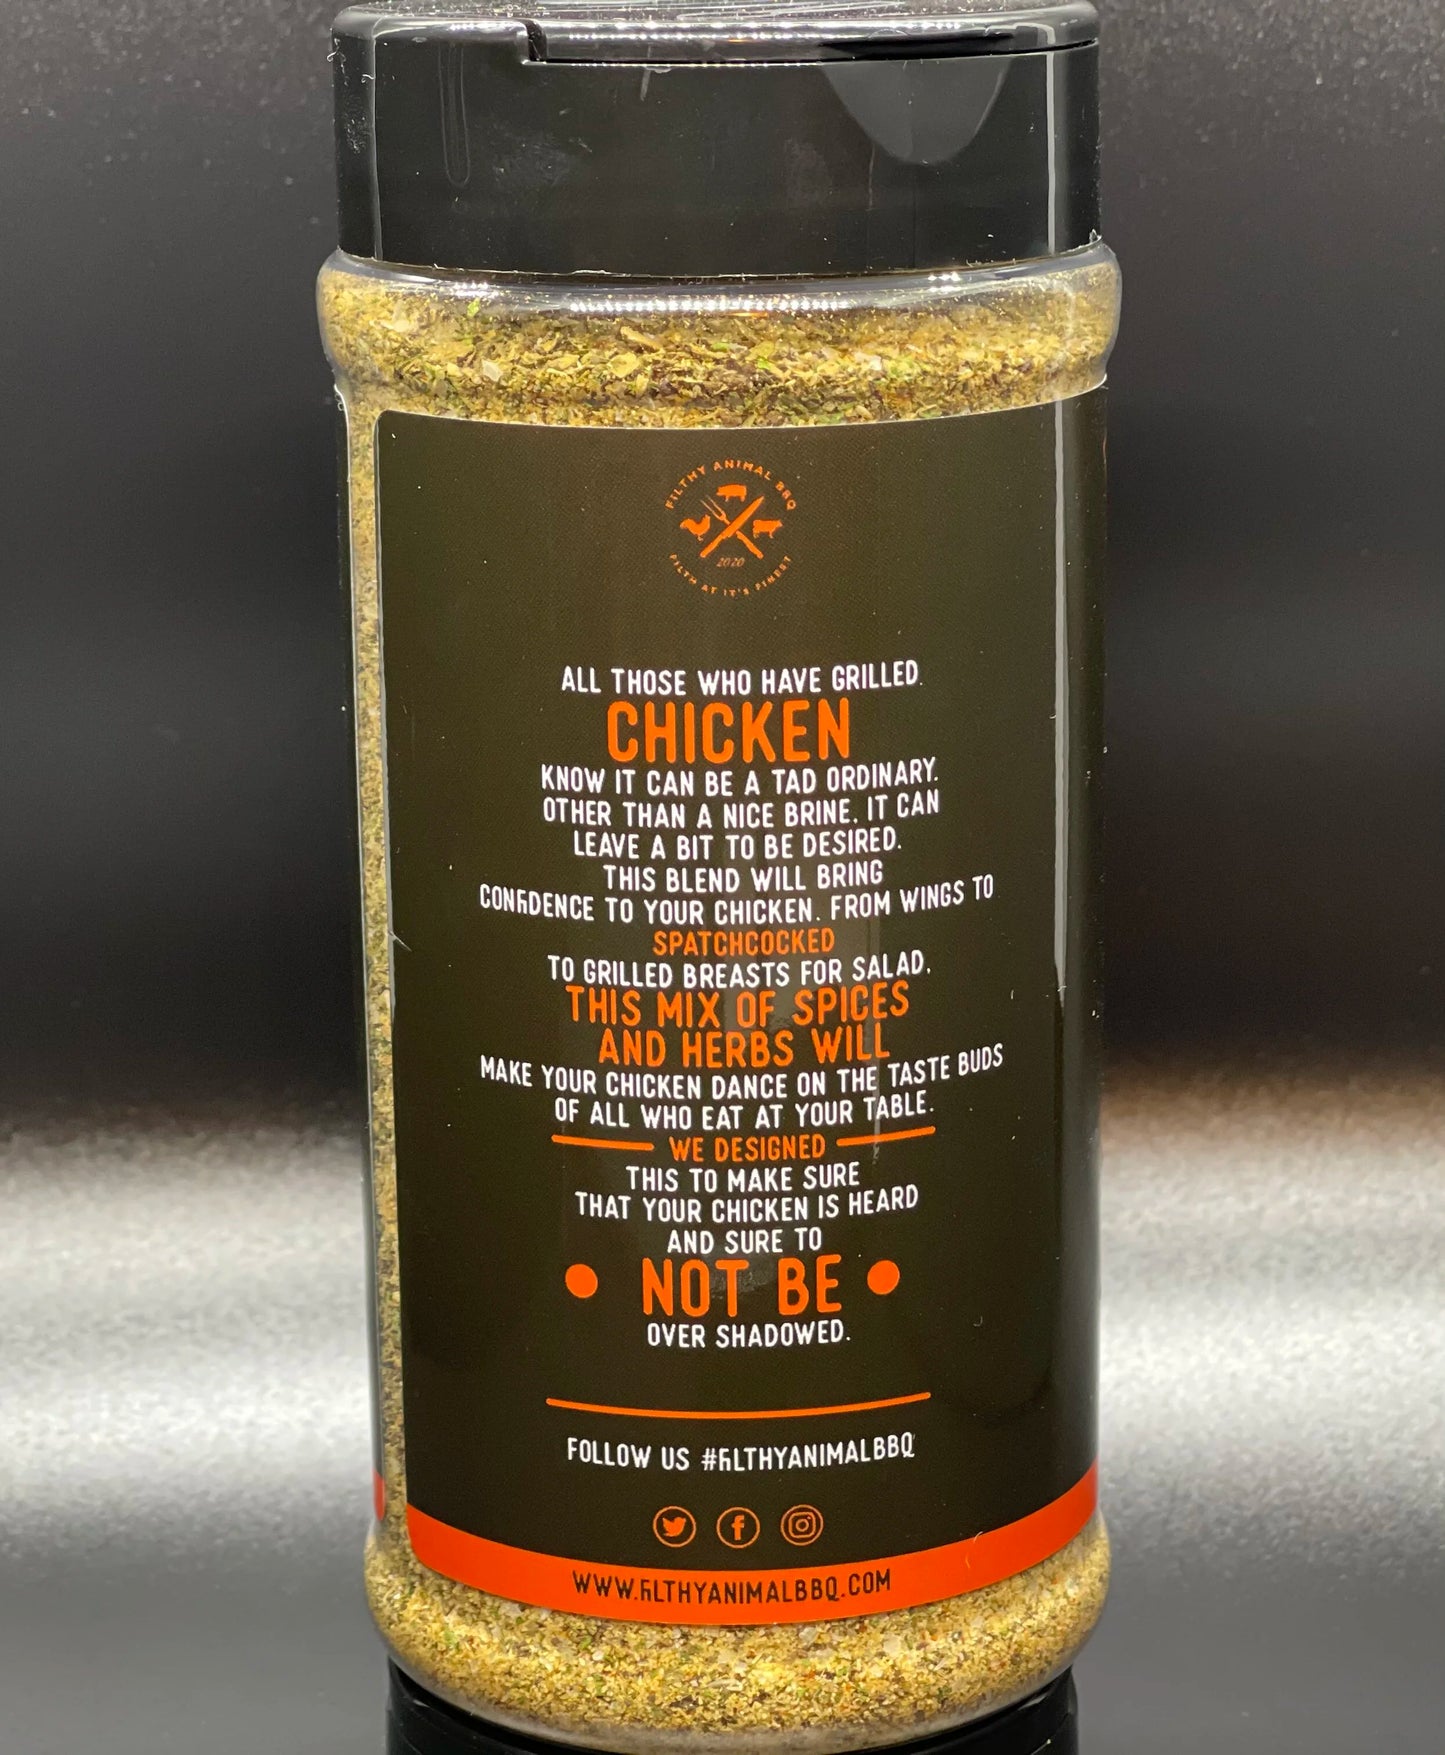 FILTHY ANIMAL BBQ
2020
FILTH AT IT'S FINEST
ALL THOSE WHO HAVE GRILLED
CHICKEN
KNOW IT CAN BE A TAD ORDINARY.
OTHER THAN A NICE BRINE, IT CAN
LEAVE A BIT TO BE DESIRED.
THIS BLEND WILL BRING
CONFIDENCE TO YOUR CHICKEN. FROM WINGS TO
SPATCHCOCKED
TO GRILLED BREASTS FOR SALAD,
THIS MIX OF SPICES
AND HERBS WILL
MAKE YOUR CHICKEN DANCE ON THE TASTE BUDS
OF ALL WHO EAT AT YOUR TABLE.
WE DESIGNED
THIS TO MAKE SURE
THAT YOUR CHICKEN IS HEARD
AND SURE TO
NOT BE
OVER SHADOWED.
FOLLOW US #FILTHYANIMALBBQ
WWW.FILTHYANIMALBBQ.COM